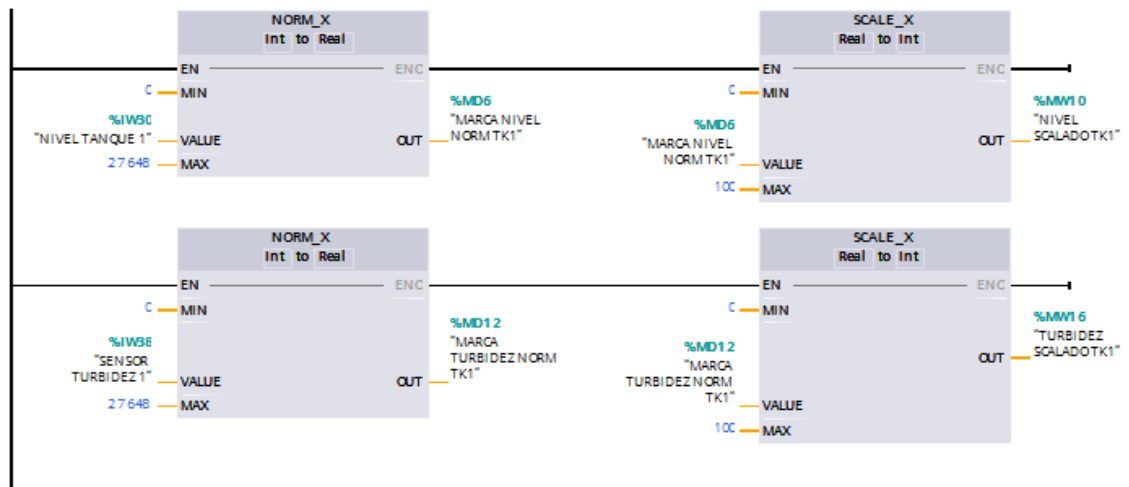 NORM_X
Int to Real
EN
ENO
0
MIN
%IW30
"NIVEL TANQUE 1"
VALUE
27648
MAX
%MD6
"MARCA NIVEL
NORM TK1"
OUT
SCALE_X
Real to Int
EN
ENO
0
MIN
%MD6
"MARCA NIVEL
NORM TK1"
VALUE
100
MAX
%MW10
"NIVEL
SCALADO TK1"
OUT
NORM_X
Int to Real
EN
ENO
0
MIN
%IW38
"SENSOR
TURBIDEZ 1"
VALUE
27648
MAX
%MD12
"MARCA
TURBIDEZ NORM
TK1"
OUT
SCALE_X
Real to Int
EN
ENO
0
MIN
%MD12
"MARCA
TURBIDEZ NORM
TK1"
VALUE
100
MAX
%MW16
"TURBIDEZ
SCALADO TK1"
OUT